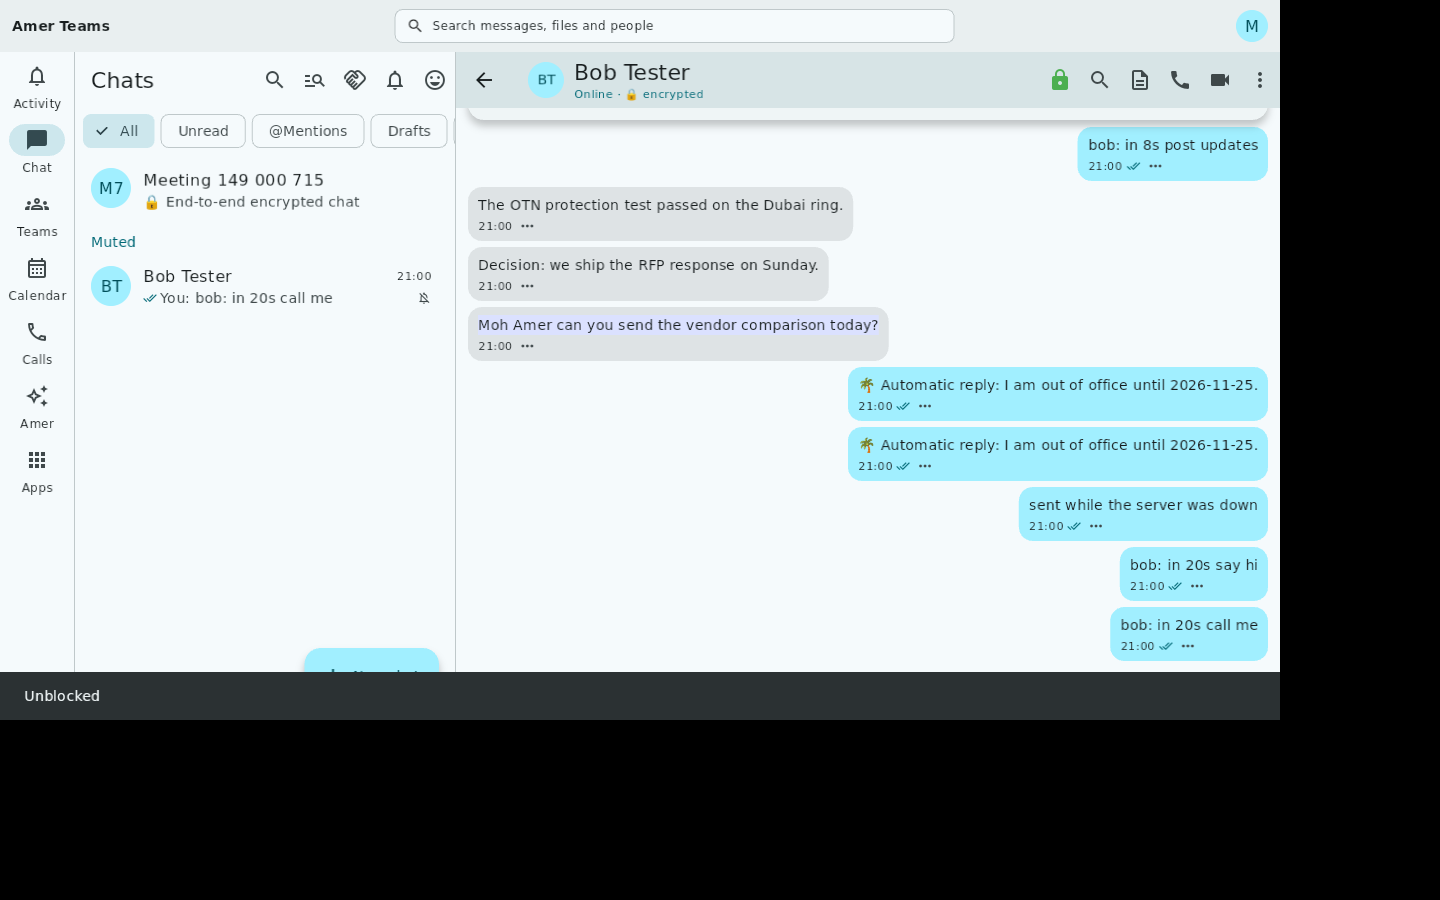 Amer Teams
Search messages, files and people
M
Activity
Chat
Teams
Calendar
Calls
Amer
Apps
Chats
All
Unread
@Mentions
Drafts
M7
Meeting 149 000 715
🔒 End-to-end encrypted chat
Muted
BT
Bob Tester
21:00
You: bob: in 20s call me
BT
Bob Tester
Online · 🔒 encrypted
bob: in 8s post updates
21:00
The OTN protection test passed on the Dubai ring.
21:00
Decision: we ship the RFP response on Sunday.
21:00
Moh Amer can you send the vendor comparison today?
21:00
🌴 Automatic reply: I am out of office until 2026-11-25.
21:00
🌴 Automatic reply: I am out of office until 2026-11-25.
21:00
sent while the server was down
21:00
bob: in 20s say hi
21:00
bob: in 20s call me
21:00
Unblocked